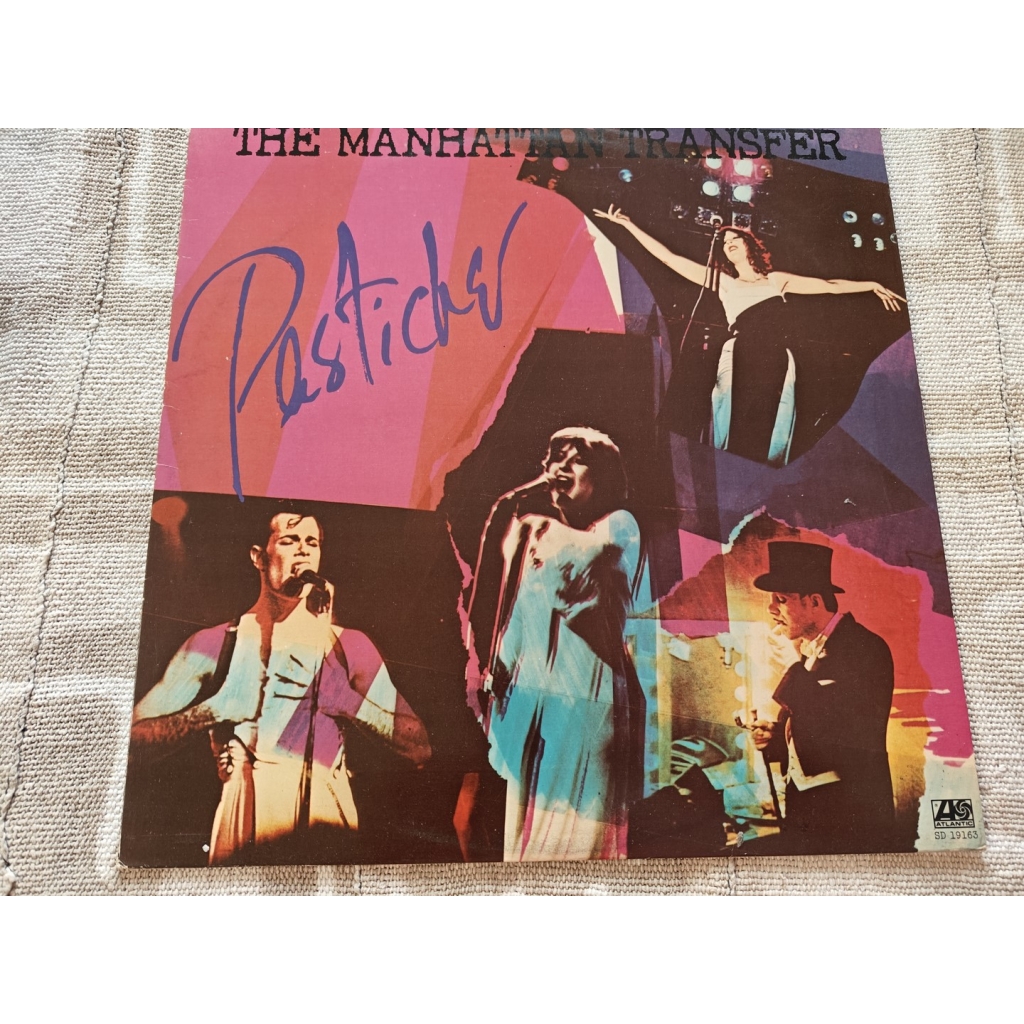 THE MANHATTAN TRANSFER
Pastiche
ATLANTIC
SD 19163